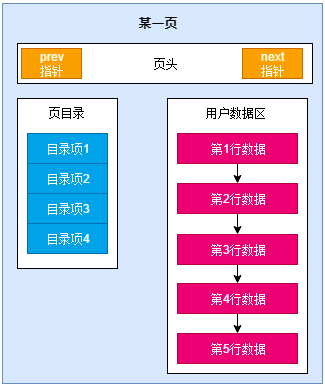 某一页
prev
指针
页头
next
指针
页目录
目录项1
目录项2
目录项3
目录项4
用户数据区
第1行数据
第2行数据
第3行数据
第4行数据
第5行数据